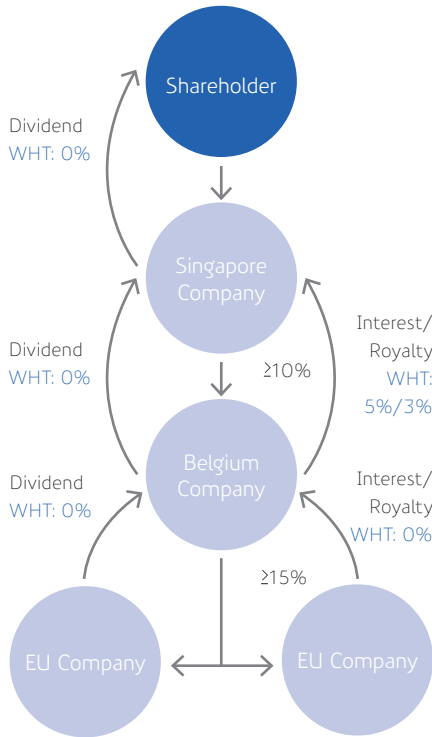 Shareholder
Dividend
WHT: 0%
Singapore
Company
Dividend
WHT: 0%
≥10%
Interest/
Royalty
WHT:
5%/3%
Belgium
Company
Dividend
WHT: 0%
Interest/
Royalty
WHT: 0%
≥15%
EU Company
EU Company